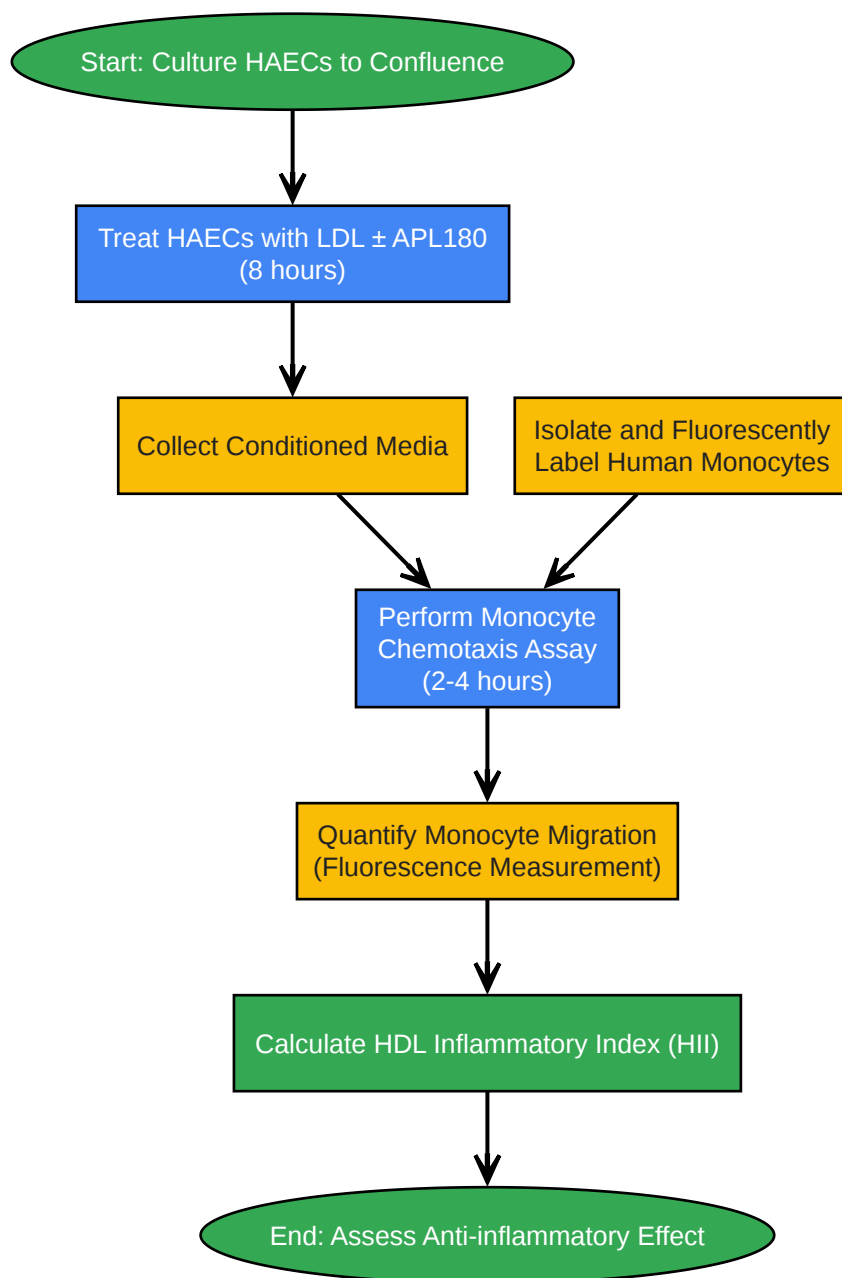 Start: Culture HAECs to Confluence
Treat HAECs with LDL ± APL180
(8 hours)
Collect Conditioned Media
Isolate and Fluorescently
Label Human Monocytes
Perform Monocyte
Chemotaxis Assay
(2-4 hours)
Quantify Monocyte Migration
(Fluorescence Measurement)
Calculate HDL Inflammatory Index (HII)
End: Assess Anti-inflammatory Effect